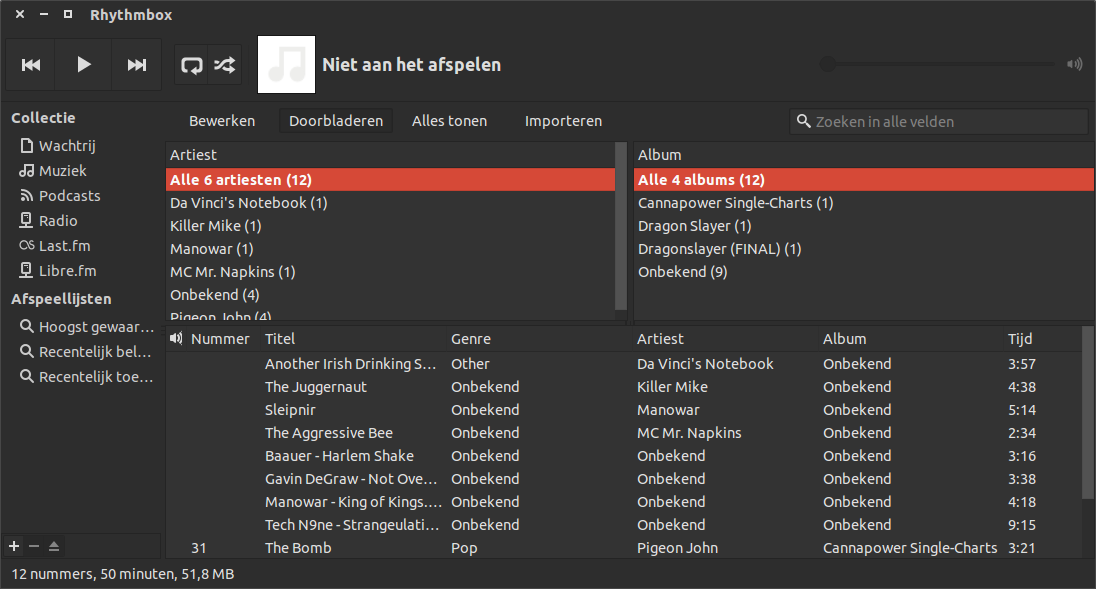 Rhythmbox
Niet aan het afspelen
Collectie
Wachtrij
Muziek
Podcasts
Radio
Last.fm
Libre.fm
Afspeellijsten
Hoogst gewaar...
Recentelijk bel...
Recentelijk toe...
Bewerken Doorbladeren Alles tonen Importeren Zoeken in alle velden
Artiest
Alle 6 artiesten (12)
Da Vinci's Notebook (1)
Killer Mike (1)
Manowar (1)
MC Mr. Napkins (1)
Onbekend (4)
Pigeon John (4)
Album
Alle 4 albums (12)
Cannapower Single-Charts (1)
Dragon Slayer (1)
Dragonslayer (FINAL) (1)
Onbekend (9)
Nummer Titel Genre Artiest Album Tijd
Another Irish Drinking S... Other Da Vinci's Notebook Onbekend 3:57
The Juggernaut Onbekend Killer Mike Onbekend 4:38
Sleipnir Onbekend Manowar Onbekend 5:14
The Aggressive Bee Onbekend MC Mr. Napkins Onbekend 2:34
Baauer - Harlem Shake Onbekend Onbekend Onbekend 3:16
Gavin DeGraw - Not Ove... Onbekend Onbekend Onbekend 3:38
Manowar - King of Kings.... Onbekend Onbekend Onbekend 4:18
Tech N9ne - Strangeulati... Onbekend Onbekend Onbekend 9:15
31 The Bomb Pop Pigeon John Cannapower Single-Charts 3:21
12 nummers, 50 minuten, 51,8 MB